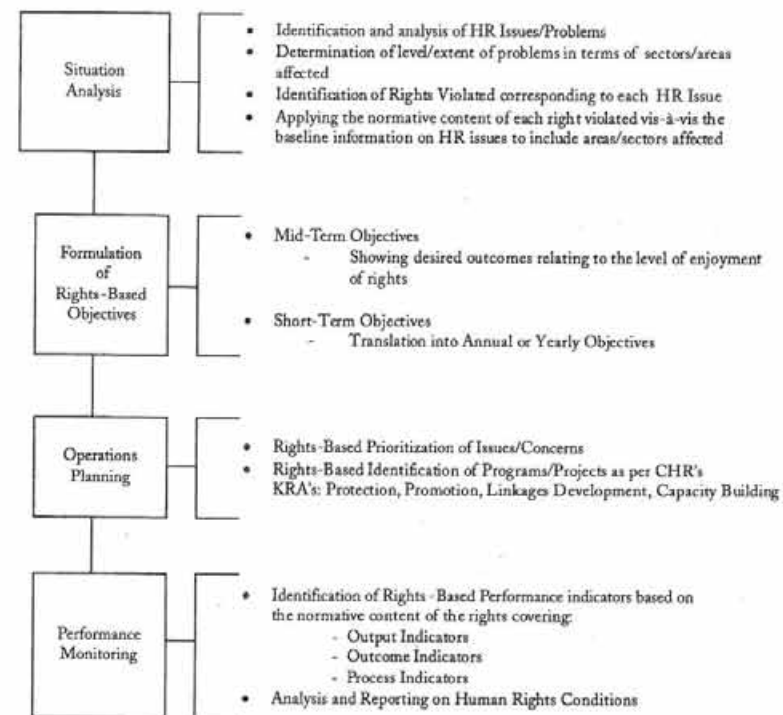 Situation
Analysis
▪ Identification and analysis of HR Issues/Problems
• Determination of level/extent of problems in terms of sectors/areas
affected
▪ Identification of Rights Violated corresponding to each HR Issue
• Applying the normative content of each right violated vis-à-vis the
baseline information on HR issues to include areas/sectors affected
Formulation
of
Rights-Based
Objectives
• Mid-Term Objectives
- Showing desired outcomes relating to the level of enjoyment
of rights
• Short-Term Objectives
- Translation into Annual or Yearly Objectives
Operations
Planning
• Rights-Based Prioritization of Issues/Concerns
• Rights-Based Identification of Programs/Projects as per CHR's
KRA's: Protection, Promotion, Linkages Development, Capacity Building
Performance
Monitoring
• Identification of Rights-Based Performance indicators based on
the normative content of the rights covering:
- Output Indicators
- Outcome Indicators
- Process Indicators
• Analysis and Reporting on Human Rights Conditions